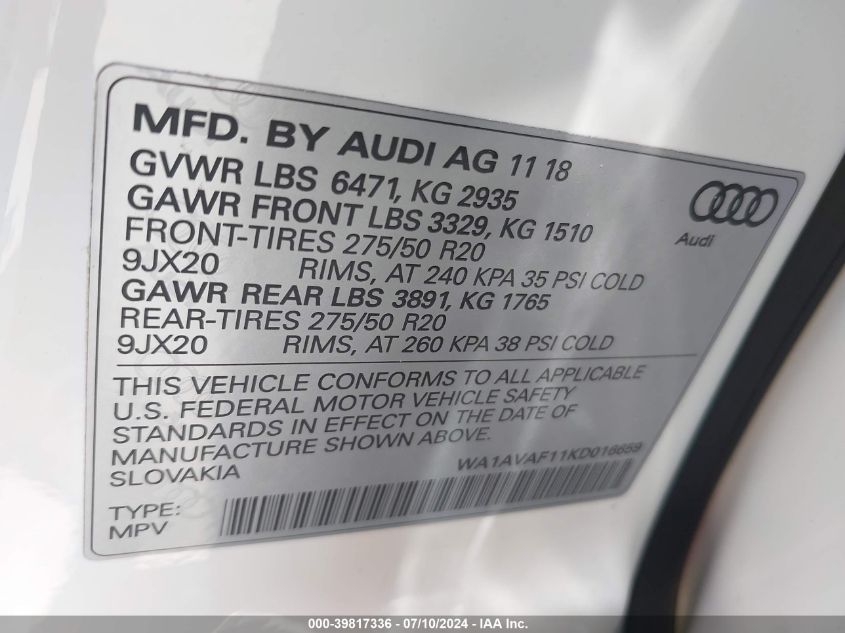 MFD. BY AUDI AG 11 18
GVWR LBS 6471, KG 2935
GAWR FRONT LBS 3329, KG 1510
FRONT-TIRES 275/50 R20
9JX20 RIMS, AT 240 KPA 35 PSI COLD
GAWR REAR LBS 3891, KG 1765
REAR-TIRES 275/50 R20
9JX20 RIMS, AT 260 KPA 38 PSI COLD
Audi
THIS VEHICLE CONFORMS TO ALL APPLICABLE
U.S. FEDERAL MOTOR VEHICLE SAFETY
STANDARDS IN EFFECT ON THE DATE OF
MANUFACTURE SHOWN ABOVE.
SLOVAKIA
WA1AVAF11KD016659
TYPE:
MPV
000-39817336 - 07/10/2024 - IAA Inc.